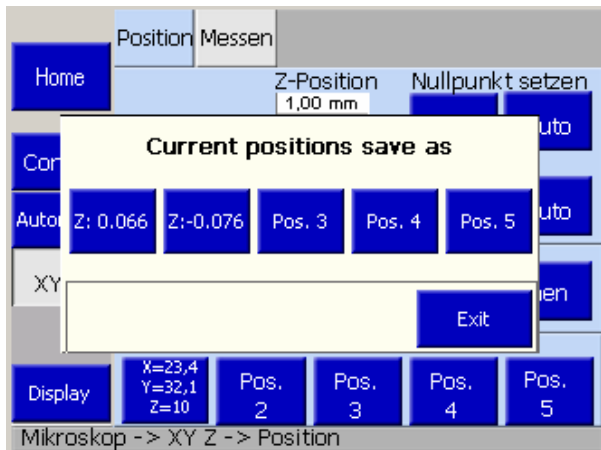 Position Messen
Home
Z-Position Nullpunkt setzen
1,00 mm
Current positions save as
Z: 0.066 Z:-0.076 Pos. 3 Pos. 4 Pos. 5
XY
Exit
Display
X=23,4
Y=32,1
Z=10
Pos.
2
Pos.
3
Pos.
4
Pos.
5
Mikroskop -> XY Z -> Position